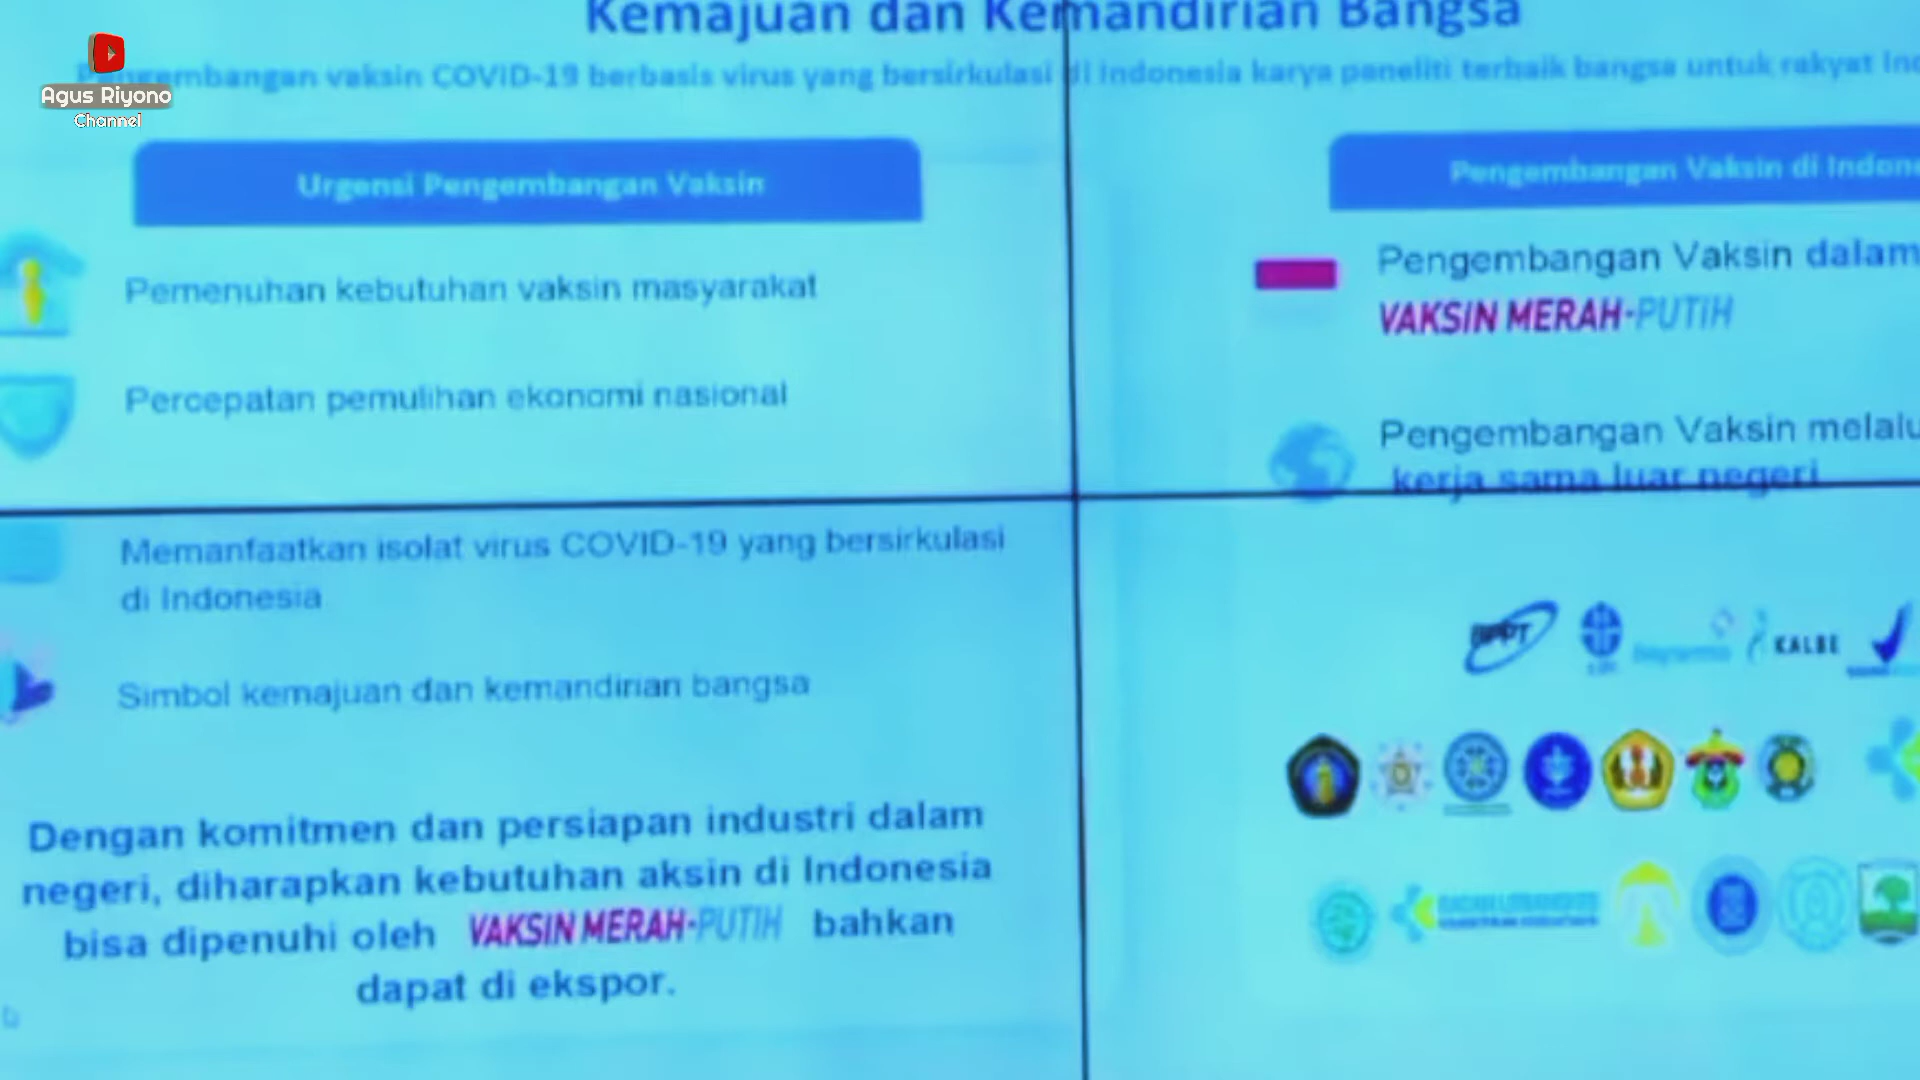 Kemajuan dan Kemandirian Bangsa
Pengembangan vaksin COVID-19 berbasis virus yang bersirkulasi di Indonesia karya paneliti terbaik bangsa untuk rakyat
Agus Riyono
Channel
Urgensi Pengembangan Vaksin
Pemenuhan kebutuhan vaksin masyarakat
Percepatan pemulihan ekonomi nasional
Memanfaatkan isolat virus COVID-19 yang bersirkulasi
di Indonesia
Simbol kemajuan dan kemandirian bangsa
Dengan komitmen dan persiapan industri dalam
negeri, diharapkan kebutuhan aksin di Indonesia
bisa dipenuhi oleh VAKSIN MERAH-PUTIH bahkan
dapat di ekspor.
Pengembangan Vaksin di Indone
Pengembangan Vaksin dalam
VAKSIN MERAH-PUTIH
Pengembangan Vaksin melalu
kerja sama luar negeri
BPPT
KALBE